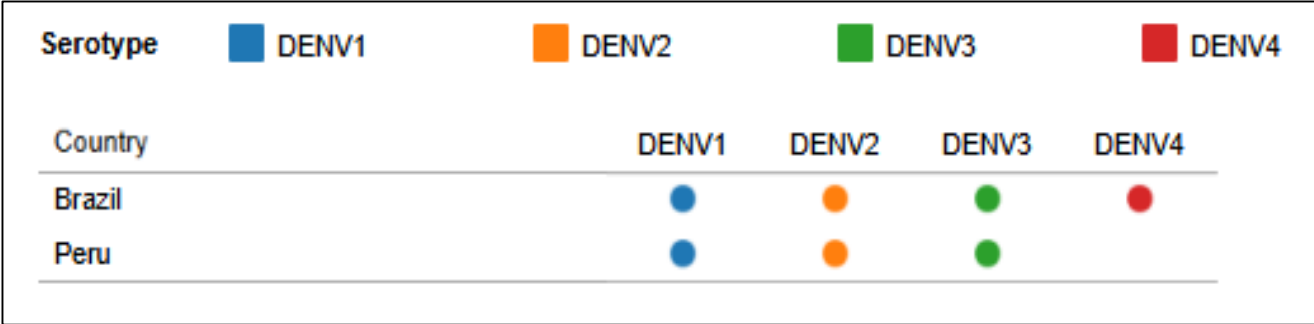 Serotype DENV1 DENV2 DENV3 DENV4
Country DENV1 DENV2 DENV3 DENV4
Brazil
Peru